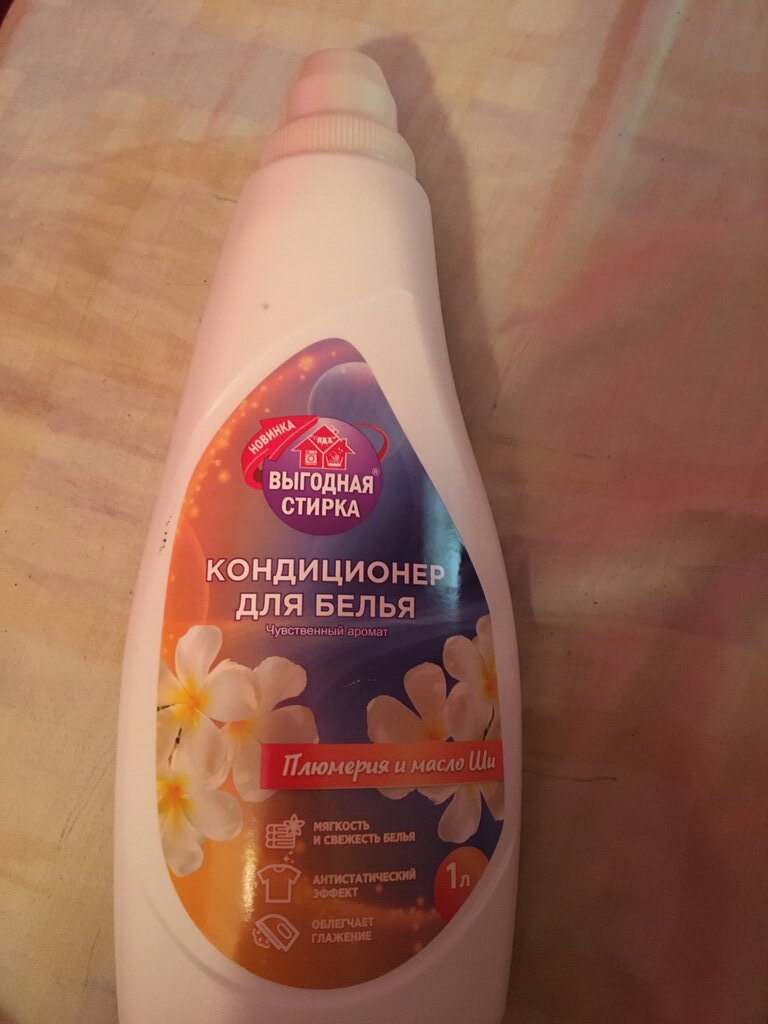 НОВИНКА
ВЫГОДНАЯ
СТИРКА
®
КОНДИЦИОНЕР
ДЛЯ БЕЛЬЯ
Чувственный аромат
Плюмерия и масло Ши
МЯГКОСТЬ
И СВЕЖЕСТЬ БЕЛЬЯ
АНТИСТАТИЧЕСКИЙ
ЭФФЕКТ
1л
ОБЛЕГЧАЕТ
ГЛАЖЕНИЕ